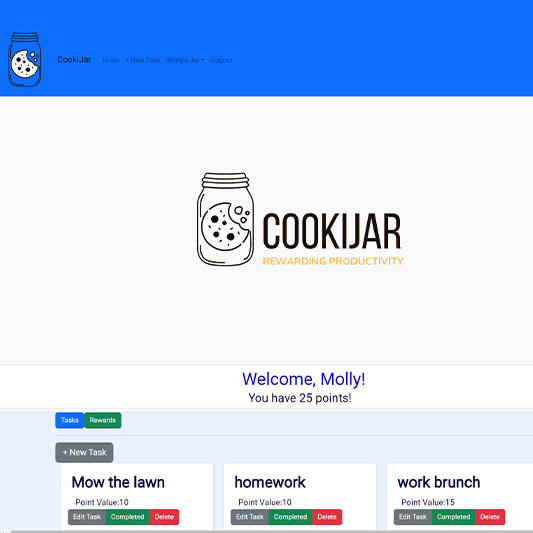 CookiJar To-do + New Task Molly's Jar Logout
COOKIJAR
REWARDING PRODUCTIVITY
Welcome, Molly!
You have 25 points!
Tasks Rewards
+ New Task
Mow the lawn homework work brunch
Point Value:10 Point Value:10 Point Value:15
Edit Task Completed Delete Edit Task Completed Delete Edit Task Completed Delete